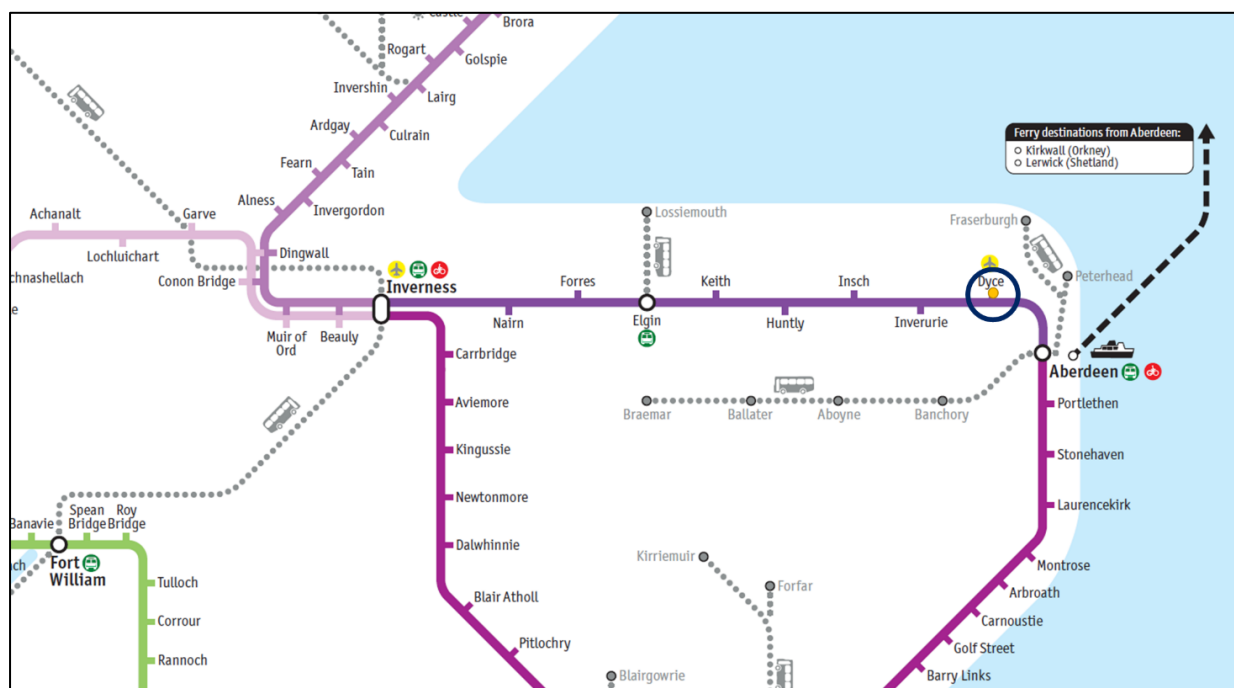 Castle
Brora
Rogart
Golspie
Invershin
Lairg
Ardgay
Culrain
Fearn
Tain
Alness
Invergordon
Achanalt
Garve
Lochluichart
Dingwall
chnashellach
Conon Bridge
e
Inverness
Muir of
Ord
Beauly
Nairn
Forres
Lossiemouth
Elgin
Keith
Huntly
Insch
Inverurie
Dyce
Fraserburgh
Peterhead
Ferry destinations from Aberdeen:
Kirkwall (Orkney)
Lerwick (Shetland)
Aberdeen
Braemar
Ballater
Aboyne
Banchory
Portlethen
Stonehaven
Laurencekirk
Montrose
Arbroath
Carnoustie
Golf Street
Barry Links
Carrbridge
Aviemore
Kingussie
Newtonmore
Dalwhinnie
Blair Atholl
Pitlochry
Kirriemuir
Forfar
Blairgowrie
Banavie
Spean
Bridge
Roy
Bridge
ach
Fort
William
Tulloch
Corrour
Rannoch